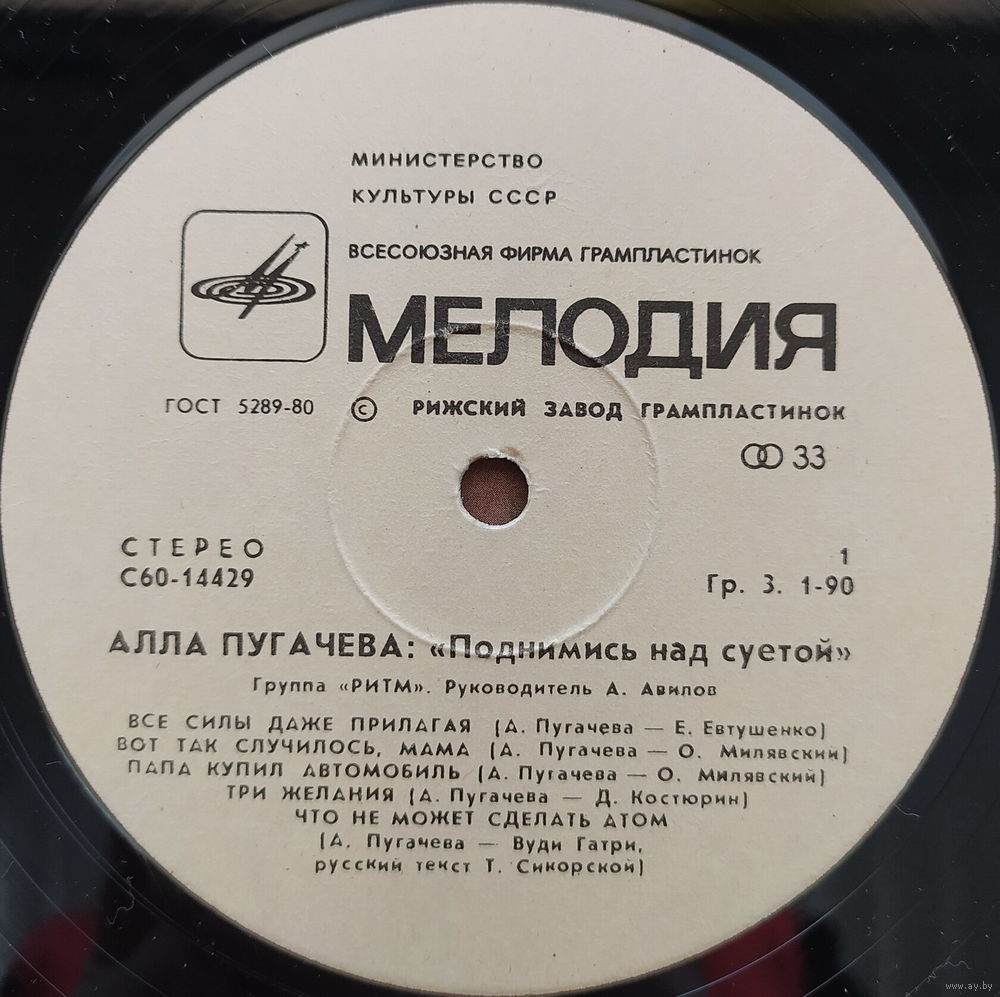 МИНИСТЕРСТВО
КУЛЬТУРЫ СССР
ВСЕСОЮЗНАЯ ФИРМА ГРАМПЛАСТИНОК
МЕЛОДИЯ
ГОСТ 5289-80 © РИЖСКИЙ ЗАВОД ГРАМПЛАСТИНОК
33
СТЕРЕО
С60-14429
1
Гр. 3. 1-90
АЛЛА ПУГАЧЕВА: «Поднимись над суетой»
Группа «РИТМ». Руководитель А. Авилов
ВСЕ СИЛЫ ДАЖЕ ПРИЛАГАЯ (А. Пугачева — Е. Евтушенко)
ВОТ ТАК СЛУЧИЛОСЬ, МАМА (А. Пугачева — О. Милявский)
ПАПА КУПИЛ АВТОМОБИЛЬ (А. Пугачева — О. Милявский)
ТРИ ЖЕЛАНИЯ (А. Пугачева — Д. Костюрин)
ЧТО НЕ МОЖЕТ СДЕЛАТЬ АТОМ
(А. Пугачева — Вуди Гатри,
русский текст Т. Сикорской)
www.ay.by